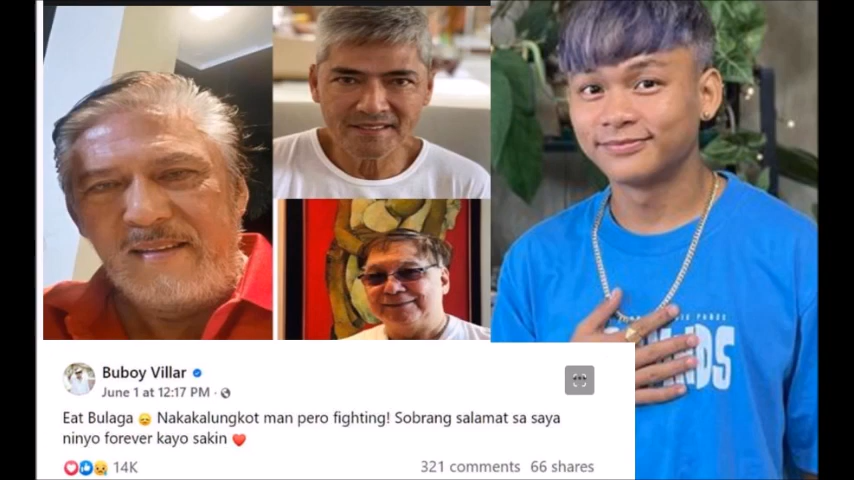 Buboy Villar
June 1 at 12:17 PM
Eat Bulaga 😞 Nakakalungkot man pero fighting! Sobrang salamat sa saya
ninyo forever kayo sakin ❤️
14K 321 comments 66 shares